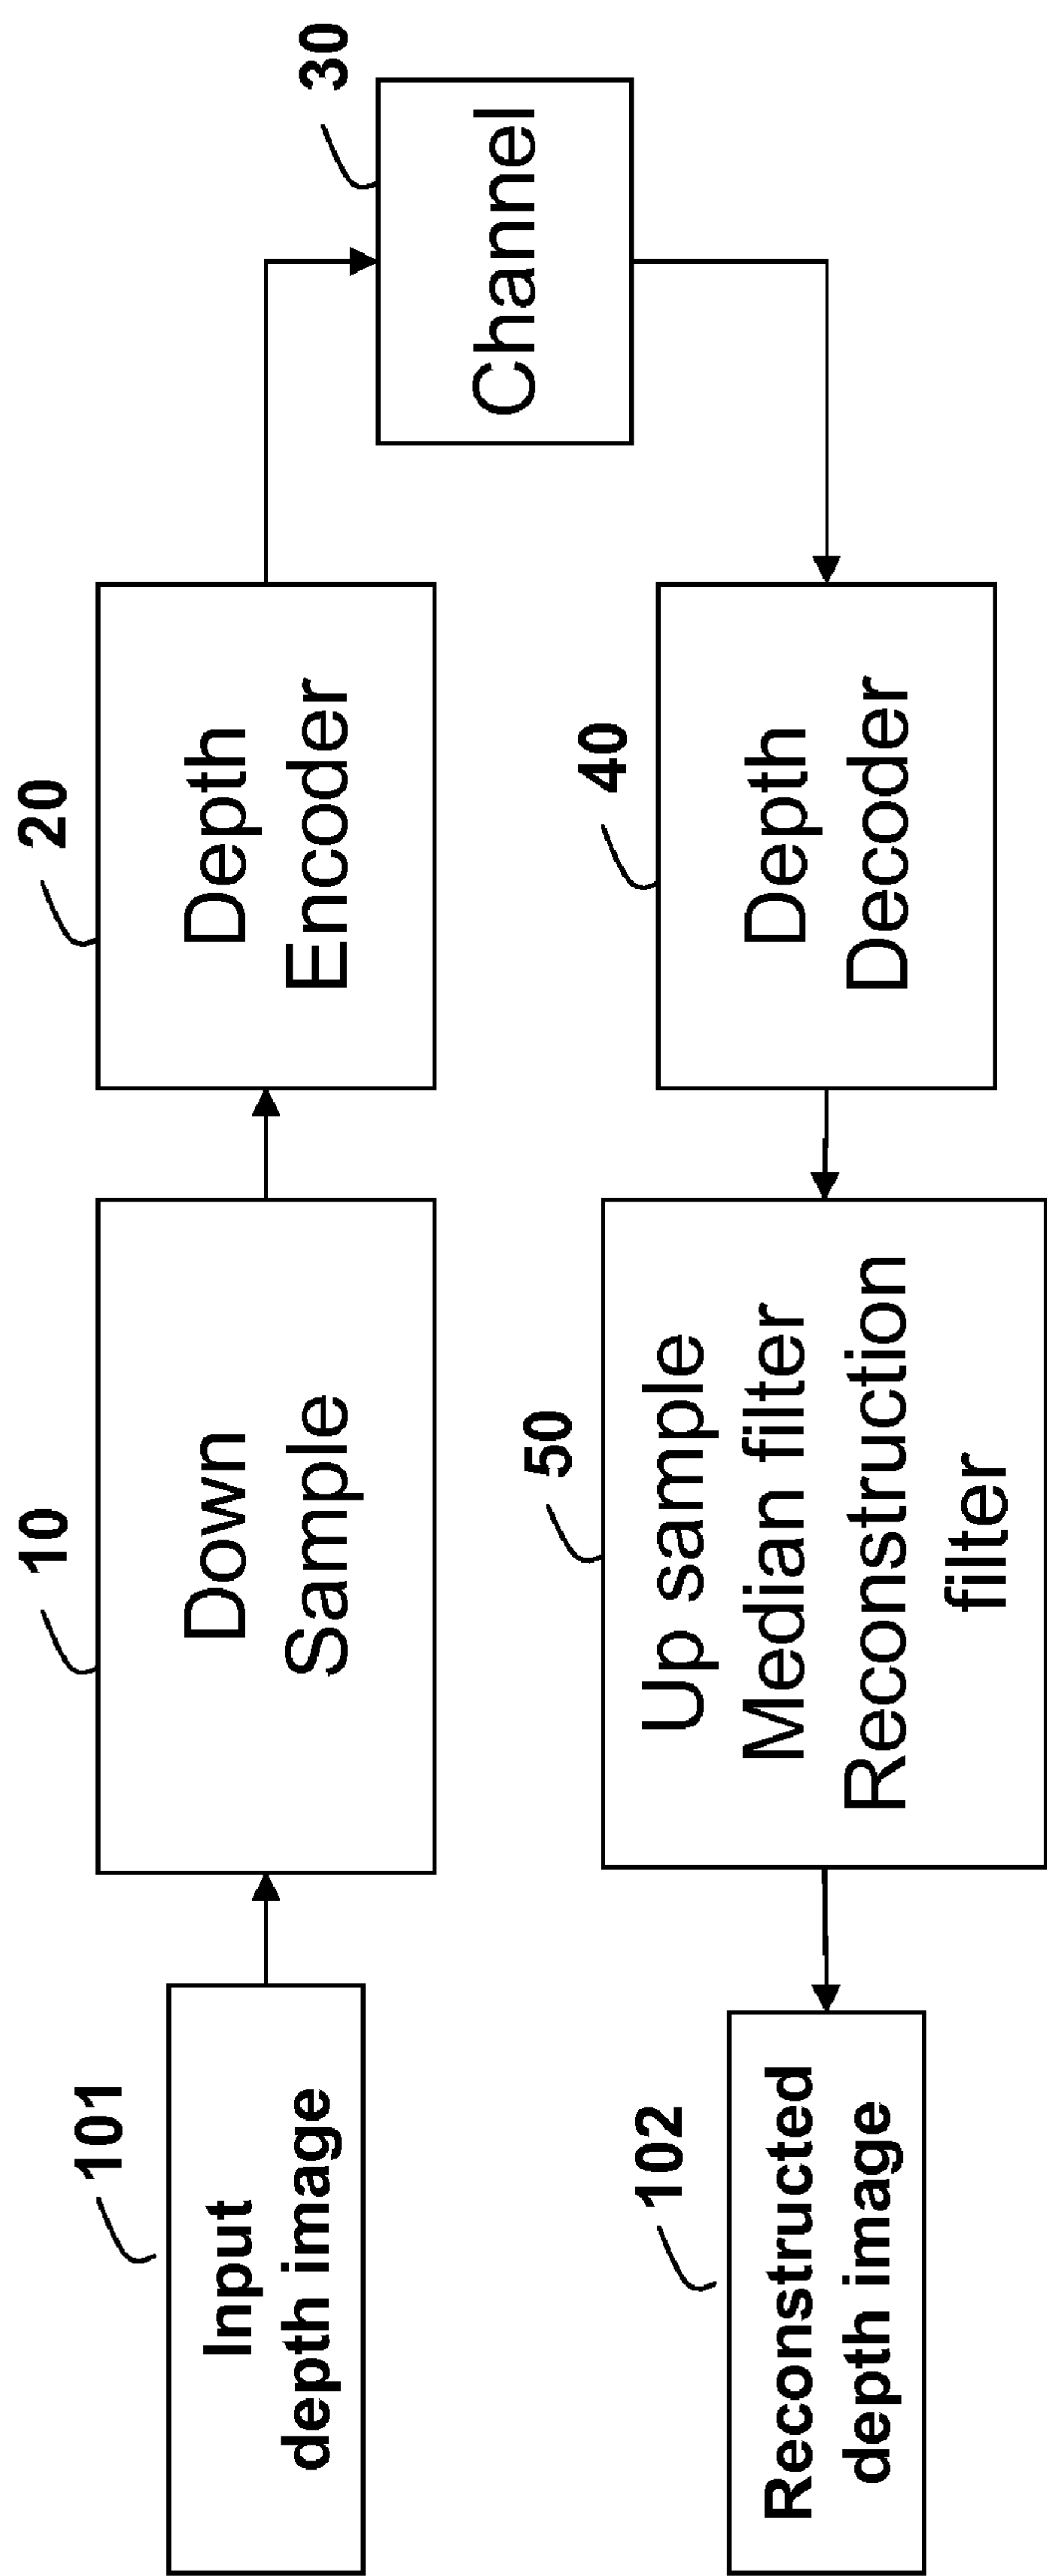 101
Input
depth image
10
Down
Sample
20
Depth
Encoder
30
Channel
40
Depth
Decoder
50
Up sample
Median filter
Reconstruction
filter
102
Reconstructed
depth image